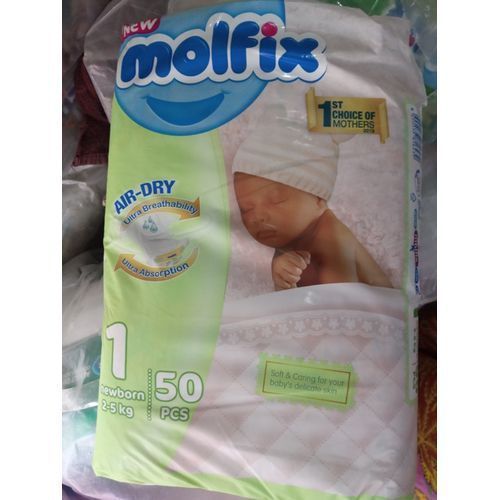 NEW
molfix
1ST
CHOICE OF
MOTHERS
2019
AIR-DRY
Ultra Breathability
Ultra Absorption
1
newborn
2-5 kg
50
PCS
Soft & Caring for your
baby's delicate skin